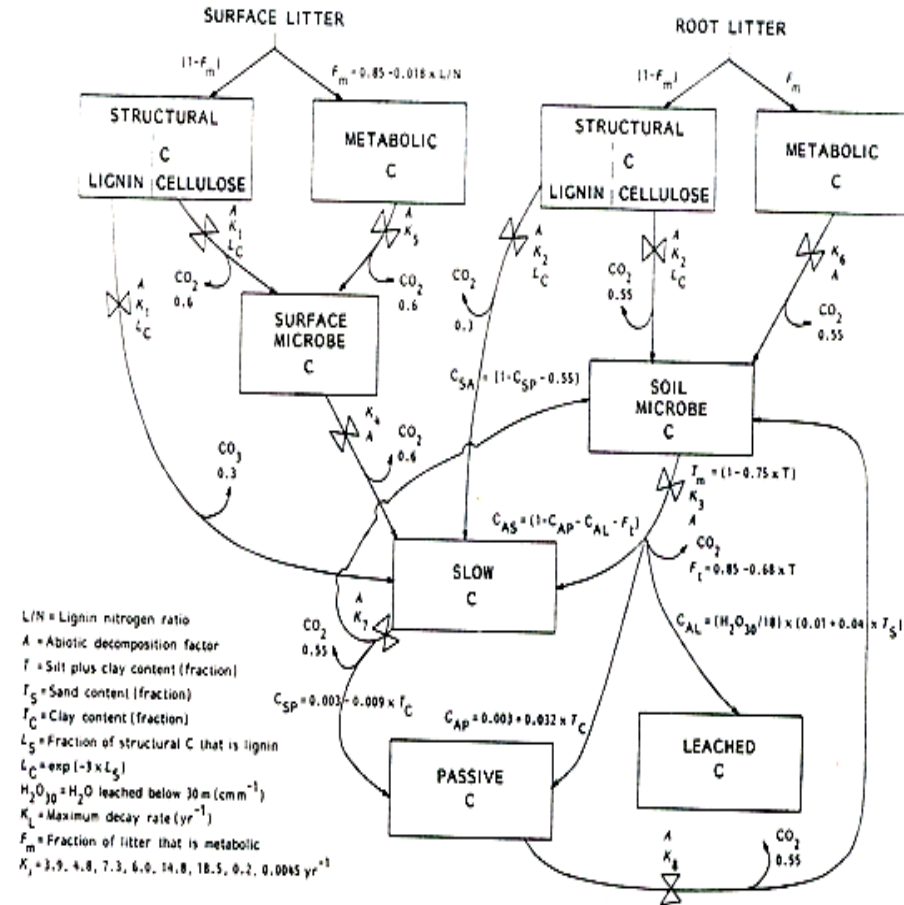 SURFACE LITTER
ROOT LITTER
(1-Fm)
Fm = 0.85 - 0.018 x L/N
(1-Fm)
Fm
STRUCTURAL
C
LIGNIN CELLULOSE
METABOLIC
C
STRUCTURAL
C
LIGNIN CELLULOSE
METABOLIC
C
A
K1
LC
A
K5
A
K2
LC
A
K2
LC
K6
A
A
K1
LC
CO2
0.6
CO2
0.6
CO2
0.3
CO2
0.55
CO2
0.55
SURFACE
MICROBE
C
CSA = (1-CSP - 0.55)
SOIL
MICROBE
C
K4
A
CO2
0.6
CO3
0.3
Tm = (1-0.75 x T)
K3
A
CAS = (1-CAP - CAL - Ft)
CO2
Ft = 0.85 - 0.68 x T
SLOW
C
A
K7
CO2
0.55
CAL = (H2O30/18) x (0.01 + 0.04 x TS)
CSP = 0.003 - 0.009 x TC
CAP = 0.003 + 0.032 x TC
PASSIVE
C
LEACHED
C
A
CO2
0.55
L/N = Lignin nitrogen ratio
A = Abiotic decomposition factor
T = Silt plus clay content (fraction)
TS = Sand content (fraction)
TC = Clay content (fraction)
LS = Fraction of structural C that is lignin
LC = exp (-3 x LS)
H2O30 = H2O leached below 30 m (cm m⁻¹)
KL = Maximum decay rate (yr⁻¹)
Fm = Fraction of litter that is metabolic
= 3.9, 4.8, 7.3, 6.0, 14.8, 18.5, 0.2, 0.0045 yr⁻¹